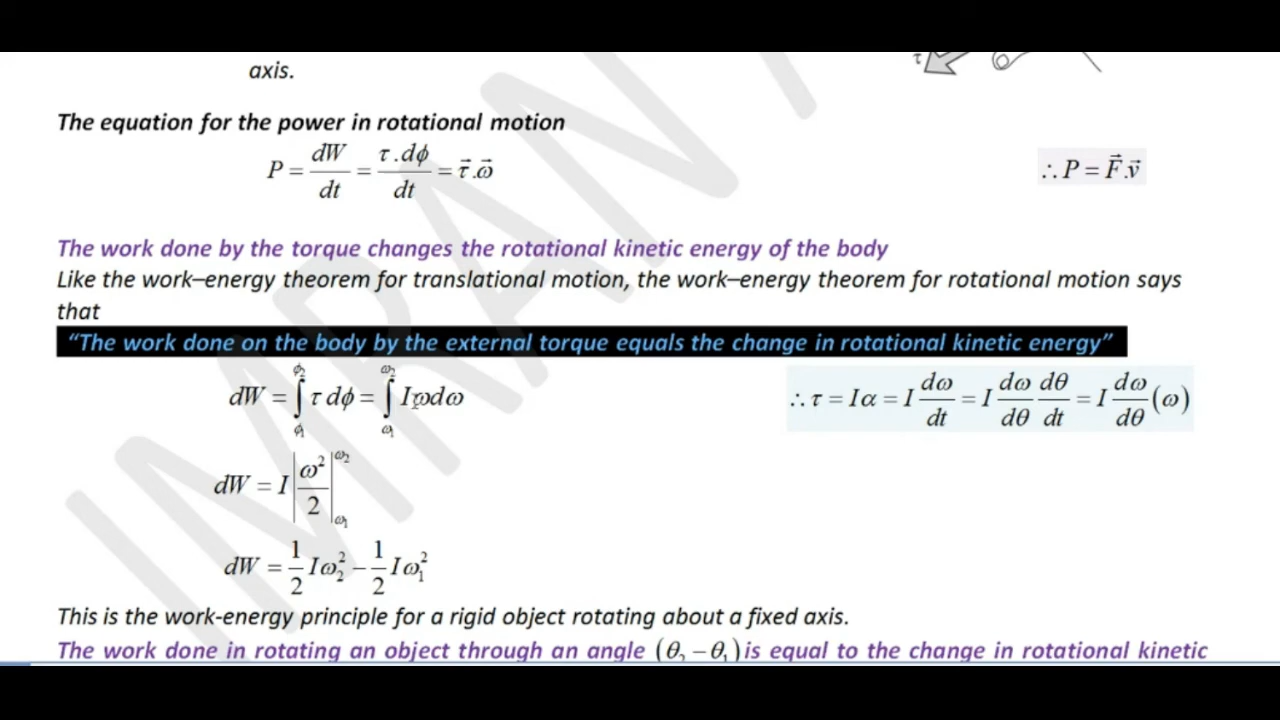 axis.
τ
The equation for the power in rotational motion
P = dW/dt = τ.dϕ/dt = τ⃗.ω⃗
∴ P = F⃗.v⃗
The work done by the torque changes the rotational kinetic energy of the body
Like the work–energy theorem for translational motion, the work–energy theorem for rotational motion says
that
“The work done on the body by the external torque equals the change in rotational kinetic energy”
dW = ∫_ϕ₁^ϕ₂ τ dϕ = ∫_ω₁^ω₂ Iωdω
∴ τ = Iα = I dω/dt = I dω/dθ dθ/dt = I dω/dθ (ω)
dW = I |ω²/2|_ω₁^ω₂
dW = 1/2 Iω₂² − 1/2 Iω₁²
This is the work-energy principle for a rigid object rotating about a fixed axis.
The work done in rotating an object through an angle (θ₂ − θ₁) is equal to the change in rotational kinetic